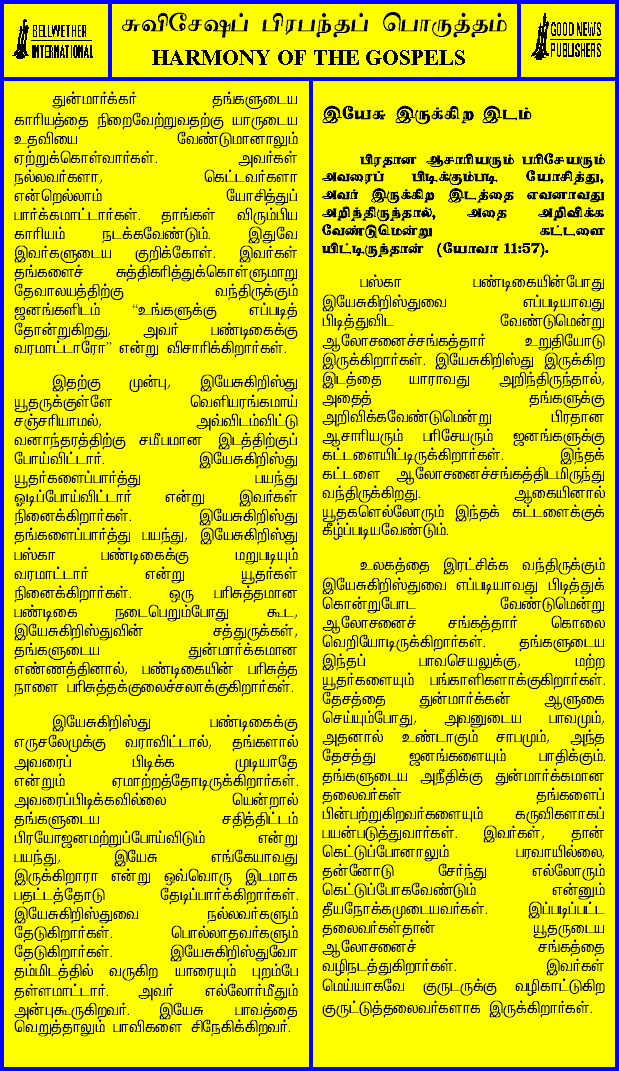 BELLWETHER
INTERNATIONAL
சுவிசேஷப் பிரபந்தப் பொருத்தம்
HARMONY OF THE GOSPELS
GOOD NEWS
PUBLISHERS
துன்மார்க்கர் தங்களுடைய
காரியத்தை நிறைவேற்றுவதற்கு யாருடைய
உதவியை வேண்டுமானாலும்
ஏற்றுக்கொள்வார்கள். அவர்கள்
நல்லவர்களா, கெட்டவர்களா
என்றெல்லாம் யோசித்துப்
பார்க்கமாட்டார்கள். தாங்கள் விரும்பிய
காரியம் நடக்கவேண்டும். இதுவே
இவர்களுடைய குறிக்கோள். இவர்கள்
தங்களைச் சுத்திகரித்துக்கொள்ளுமாறு
தேவாலயத்திற்கு வந்திருக்கும்
ஜனங்களிடம் “உங்களுக்கு எப்படித்
தோன்றுகிறது, அவர் பண்டிகைக்கு
வரமாட்டாரோ” என்று விசாரிக்கிறார்கள்.
இதற்கு முன்பு, இயேசுகிறிஸ்து
யூதருக்குள்ளே வெளியரங்கமாய்
சஞ்சரியாமல், அவ்விடம்விட்டு
வனாந்தரத்திற்கு சமீபமான இடத்திற்குப்
போய்விட்டார். இயேசுகிறிஸ்து
யூதர்களைப்பார்த்து பயந்து
ஓடிப்போய்விட்டார் என்று இவர்கள்
நினைக்கிறார்கள். இயேசுகிறிஸ்து
தங்களைப்பார்த்து பயந்து, இயேசுகிறிஸ்து
பஸ்கா பண்டிகைக்கு மறுபடியும்
வரமாட்டார் என்று யூதர்கள்
நினைக்கிறார்கள். ஒரு பரிசுத்தமான
பண்டிகை நடைபெறும்போது கூட,
இயேசுகிறிஸ்துவின் சத்துருக்கள்,
தங்களுடைய துன்மார்க்கமான
எண்ணத்தினால், பண்டிகையின் பரிசுத்த
நாளை பரிசுத்தக்குலைச்சலாக்குகிறார்கள்.
இயேசுகிறிஸ்து பண்டிகைக்கு
எருசலேமுக்கு வராவிட்டால், தங்களால்
அவரைப் பிடிக்க முடியாதே
என்றும் ஏமாற்றத்தோடிருக்கிறார்கள்.
அவரைப்பிடிக்கவில்லை யென்றால்
தங்களுடைய சதித்திட்டம்
பிரயோஜனமற்றுப்போய்விடும் என்று
பயந்து, இயேசு எங்கேயாவது
இருக்கிறாரா என்று ஒவ்வொரு இடமாக
பதட்டத்தோடு தேடிப்பார்க்கிறார்கள்.
இயேசுகிறிஸ்துவை நல்லவர்களும்
தேடுகிறார்கள். பொல்லாதவர்களும்
தேடுகிறார்கள். இயேசுகிறிஸ்துவோ
தம்மிடத்தில் வருகிற யாரையும் புறம்பே
தள்ளமாட்டார். அவர் எல்லோர்மீதும்
அன்புகூருகிறவர். இயேசு பாவத்தை
வெறுத்தாலும் பாவிகளை சிநேகிக்கிறவர்.
இயேசு இருக்கிற இடம்
பிரதான ஆசாரியரும் பரிசேயரும்
அவரைப் பிடிக்கும்படி யோசித்து,
அவர் இருக்கிற இடத்தை எவனாவது
அறிந்திருந்தால், அதை அறிவிக்க
வேண்டுமென்று கட்டளை
யிட்டிருந்தான் (யோவா 11:57).
பஸ்கா பண்டிகையின்போது
இயேசுகிறிஸ்துவை எப்படியாவது
பிடித்துவிட வேண்டுமென்று
ஆலோசனைச்சங்கத்தார் உறுதியோடு
இருக்கிறார்கள். இயேசுகிறிஸ்து இருக்கிற
இடத்தை யாராவது அறிந்திருந்தால்,
அதைத் தங்களுக்கு
அறிவிக்கவேண்டுமென்று பிரதான
ஆசாரியரும் பரிசேயரும் ஜனங்களுக்கு
கட்டளையிட்டிருக்கிறார்கள். இந்தக்
கட்டளை ஆலோசனைச்சங்கத்திடமிருந்து
வந்திருக்கிறது. ஆகையினால்
யூதகளெல்லோரும் இந்தக் கட்டளைக்குக்
கீழ்ப்படியவேண்டும்.
உலகத்தை இரட்சிக்க வந்திருக்கும்
இயேசுகிறிஸ்துவை எப்படியாவது பிடித்துக்
கொன்றுபோட வேண்டுமென்று
ஆலோசனைச் சங்கத்தார் கொலை
வெறியோடிருக்கிறார்கள். தங்களுடைய
இந்தப் பாவசெயலுக்கு, மற்ற
யூதர்களையும் பங்காளிகளாக்குகிறார்கள்.
தேசத்தை துன்மார்க்கன் ஆளுகை
செய்யும்போது, அவனுடைய பாவமும்,
அதனால் உண்டாகும் சாபமும், அந்த
தேசத்து ஜனங்களையும் பாதிக்கும்.
தங்களுடைய அநீதிக்கு துன்மார்க்கமான
தலைவர்கள் தங்களைப்
பின்பற்றுகிறவர்களையும் கருவிகளாகப்
பயன்படுத்துவார்கள். இவர்கள், தான்
கெட்டுப்போனாலும் பரவாயில்லை,
தன்னோடு சேர்ந்து எல்லோரும்
கெட்டுப்போகவேண்டும் என்னும்
தீயநோக்கமுடையவர்கள். இப்படிப்பட்ட
தலைவர்கள்தான் யூதருடைய
ஆலோசனைச் சங்கத்தை
வழிநடத்துகிறார்கள். இவர்கள்
மெய்யாகவே குருடருக்கு வழிகாட்டுகிற
குருட்டுத்தலைவர்களாக இருக்கிறார்கள்.